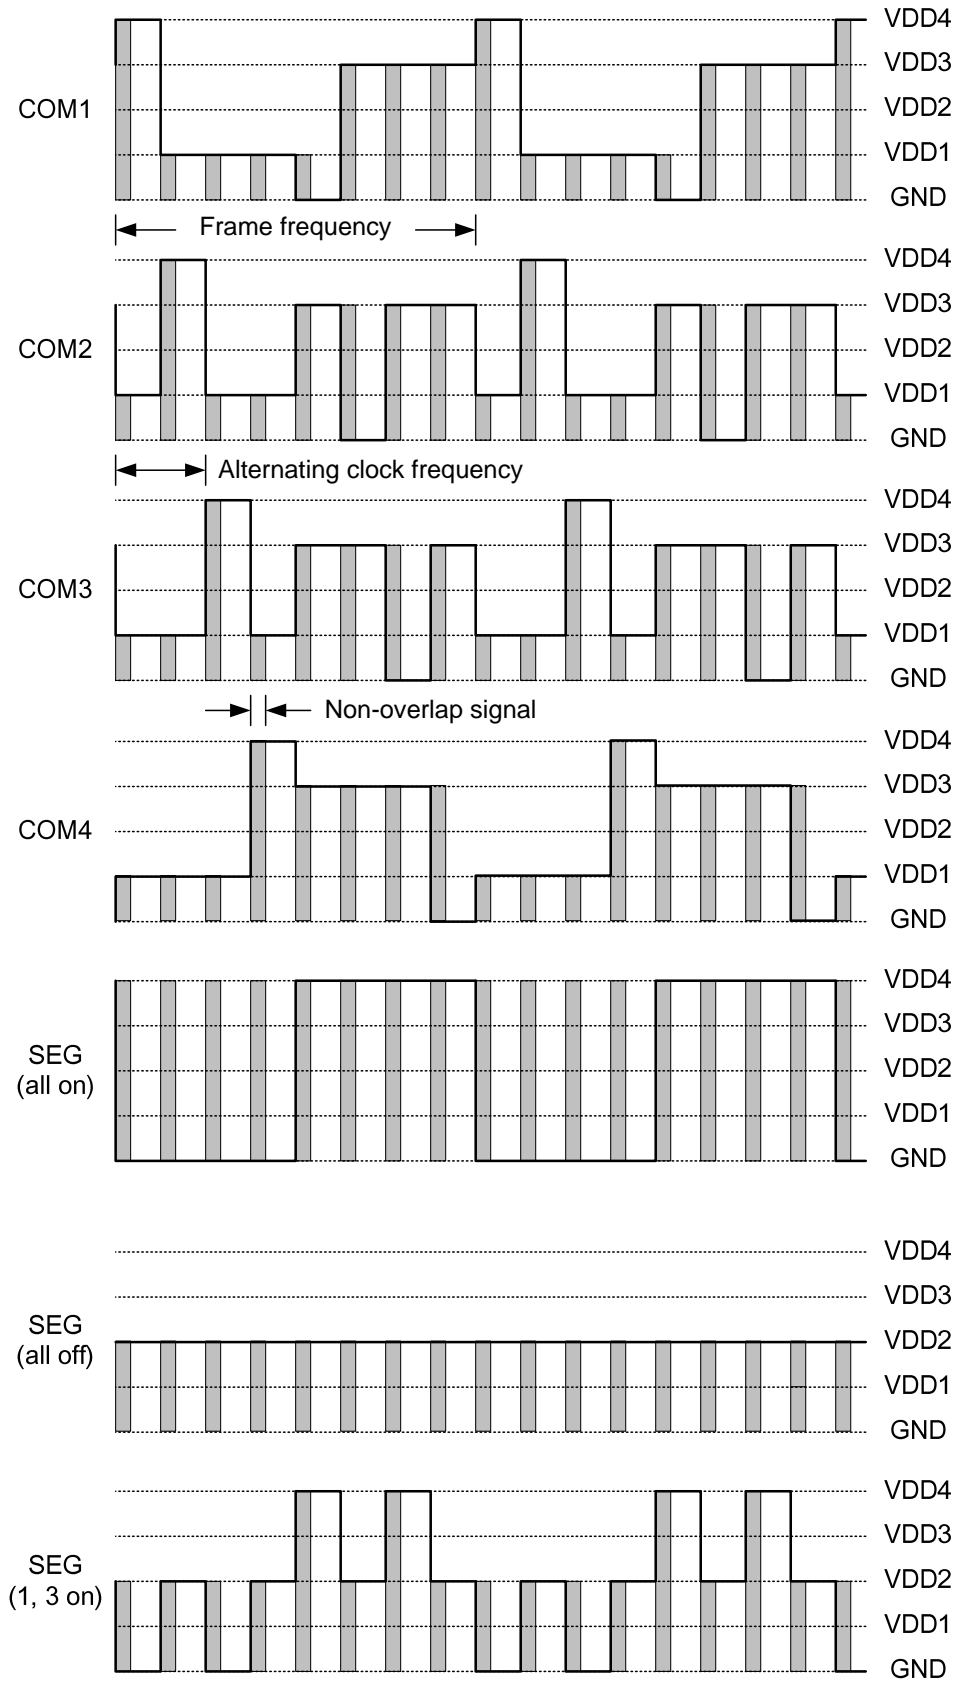 VDD4
VDD3
COM1
VDD2
VDD1
GND
Frame frequency
VDD4
VDD3
COM2
VDD2
VDD1
GND
Alternating clock frequency
VDD4
VDD3
COM3
VDD2
VDD1
GND
Non-overlap signal
VDD4
VDD3
COM4
VDD2
VDD1
GND
VDD4
VDD3
SEG
(all on)
VDD2
VDD1
GND
VDD4
VDD3
SEG
(all off)
VDD2
VDD1
GND
VDD4
VDD3
SEG
(1, 3 on)
VDD2
VDD1
GND